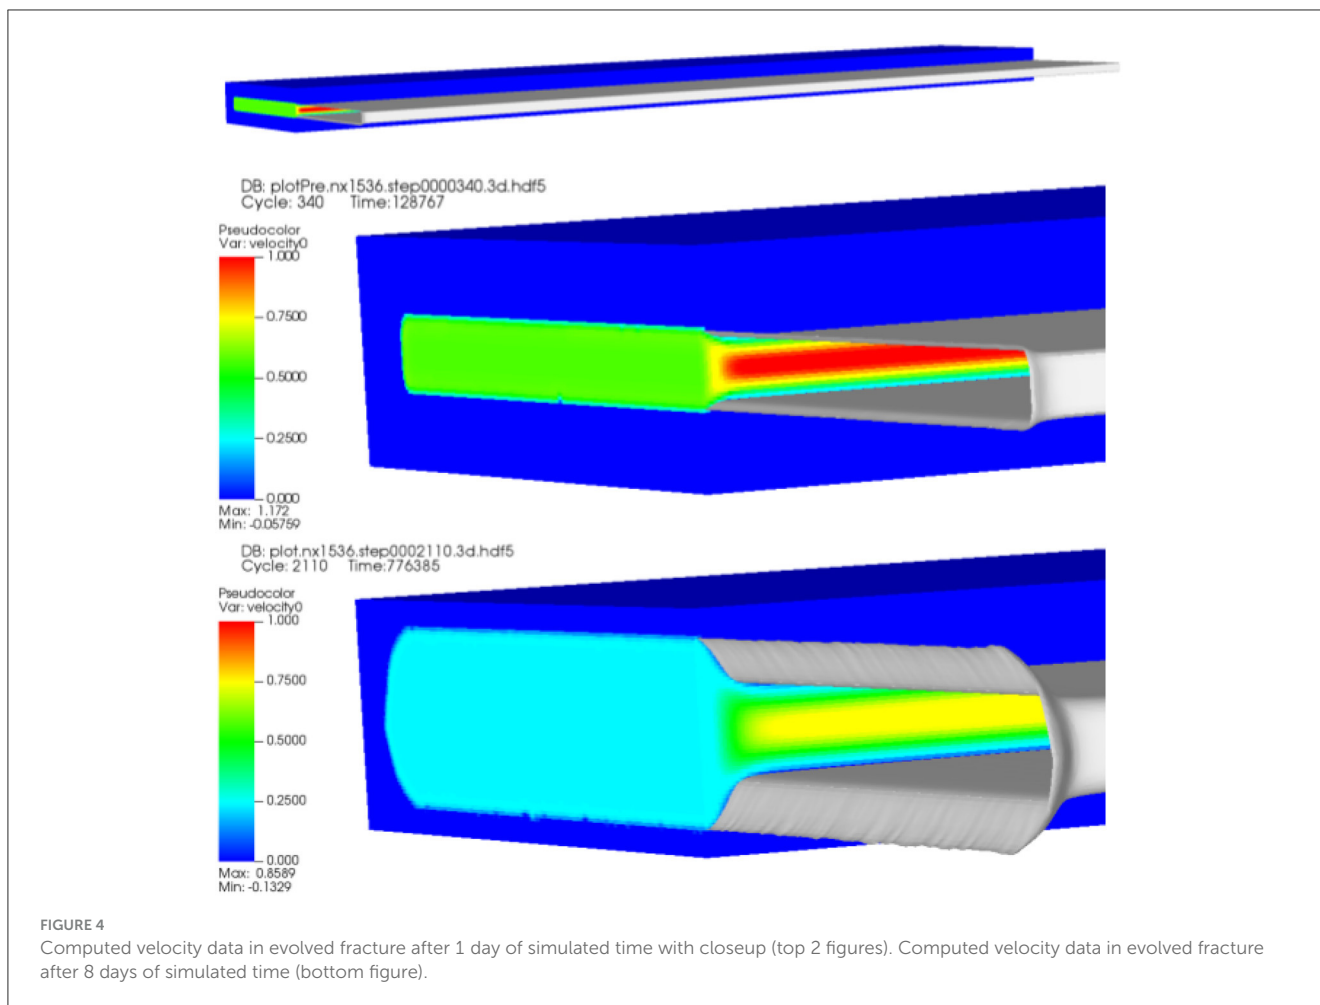 DB: plotPre.nx1536.step0000340.3d.hdf5
Cycle: 340 Time:128767
Pseudocolor
Var: velocity0
1.000
0.7500
0.5000
0.2500
0.000
Max: 1.172
Min: -0.05759
DB: plot.nx1536.step0002110.3d.hdf5
Cycle: 2110 Time:776385
Pseudocolor
Var: velocity0
1.000
0.7500
0.5000
0.2500
0.000
Max: 0.8589
Min: -0.1329
FIGURE 4
Computed velocity data in evolved fracture after 1 day of simulated time with closeup (top 2 figures). Computed velocity data in evolved fracture
after 8 days of simulated time (bottom figure).